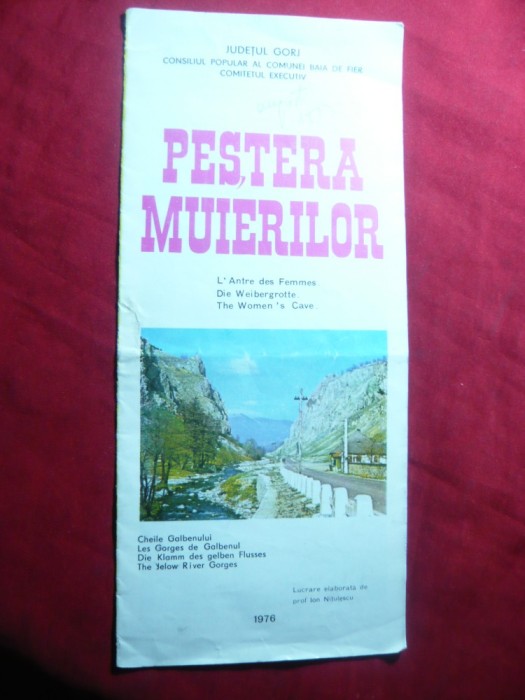 JUDEȚUL GORJ
CONSILIUL POPULAR AL COMUNEI BAIA DE FIER
COMITETUL EXECUTIV
PEȘTERA
MUIERILOR
L' Antre des Femmes.
Die Weibergrotte.
The Women 's Cave.
Cheile Galbenului
Les Gorges de Galbenul
Die Klamm des gelben Flusses
The Yelow River Gorges
Lucrare elaborată de
prof Ion
1976